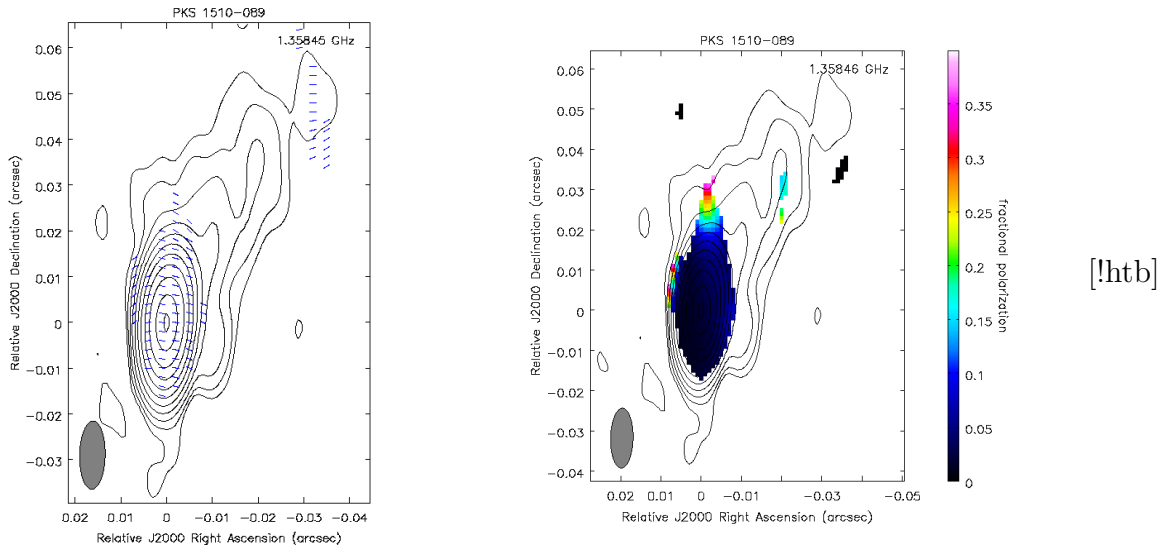 PKS 1510-089
1.35845 GHz
Relative J2000 Declination (arcsec)
0.06
0.05
0.04
0.03
0.02
0.01
0
−0.01
−0.02
−0.03
0.02 0.01 0 −0.01 −0.02 −0.03 −0.04
Relative J2000 Right Ascension (arcsec)
PKS 1510-089
1.35846 GHz
Relative J2000 Declination (arcsec)
0.06
0.05
0.04
0.03
0.02
0.01
0
−0.01
−0.02
−0.03
−0.04
0.02 0.01 0 −0.01 −0.02 −0.03 −0.04 −0.05
Relative J2000 Right Ascension (arcsec)
0.35
0.3
0.25
0.2
0.15
0.1
0.05
0
fractional polarization
[!htb]